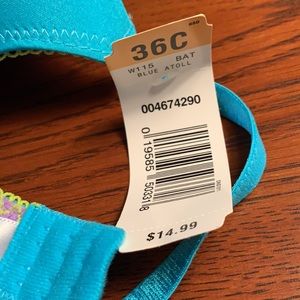 36C
W115 BAT
BLUE ATOLL
004674290
0 19585 50331 8
$14.99